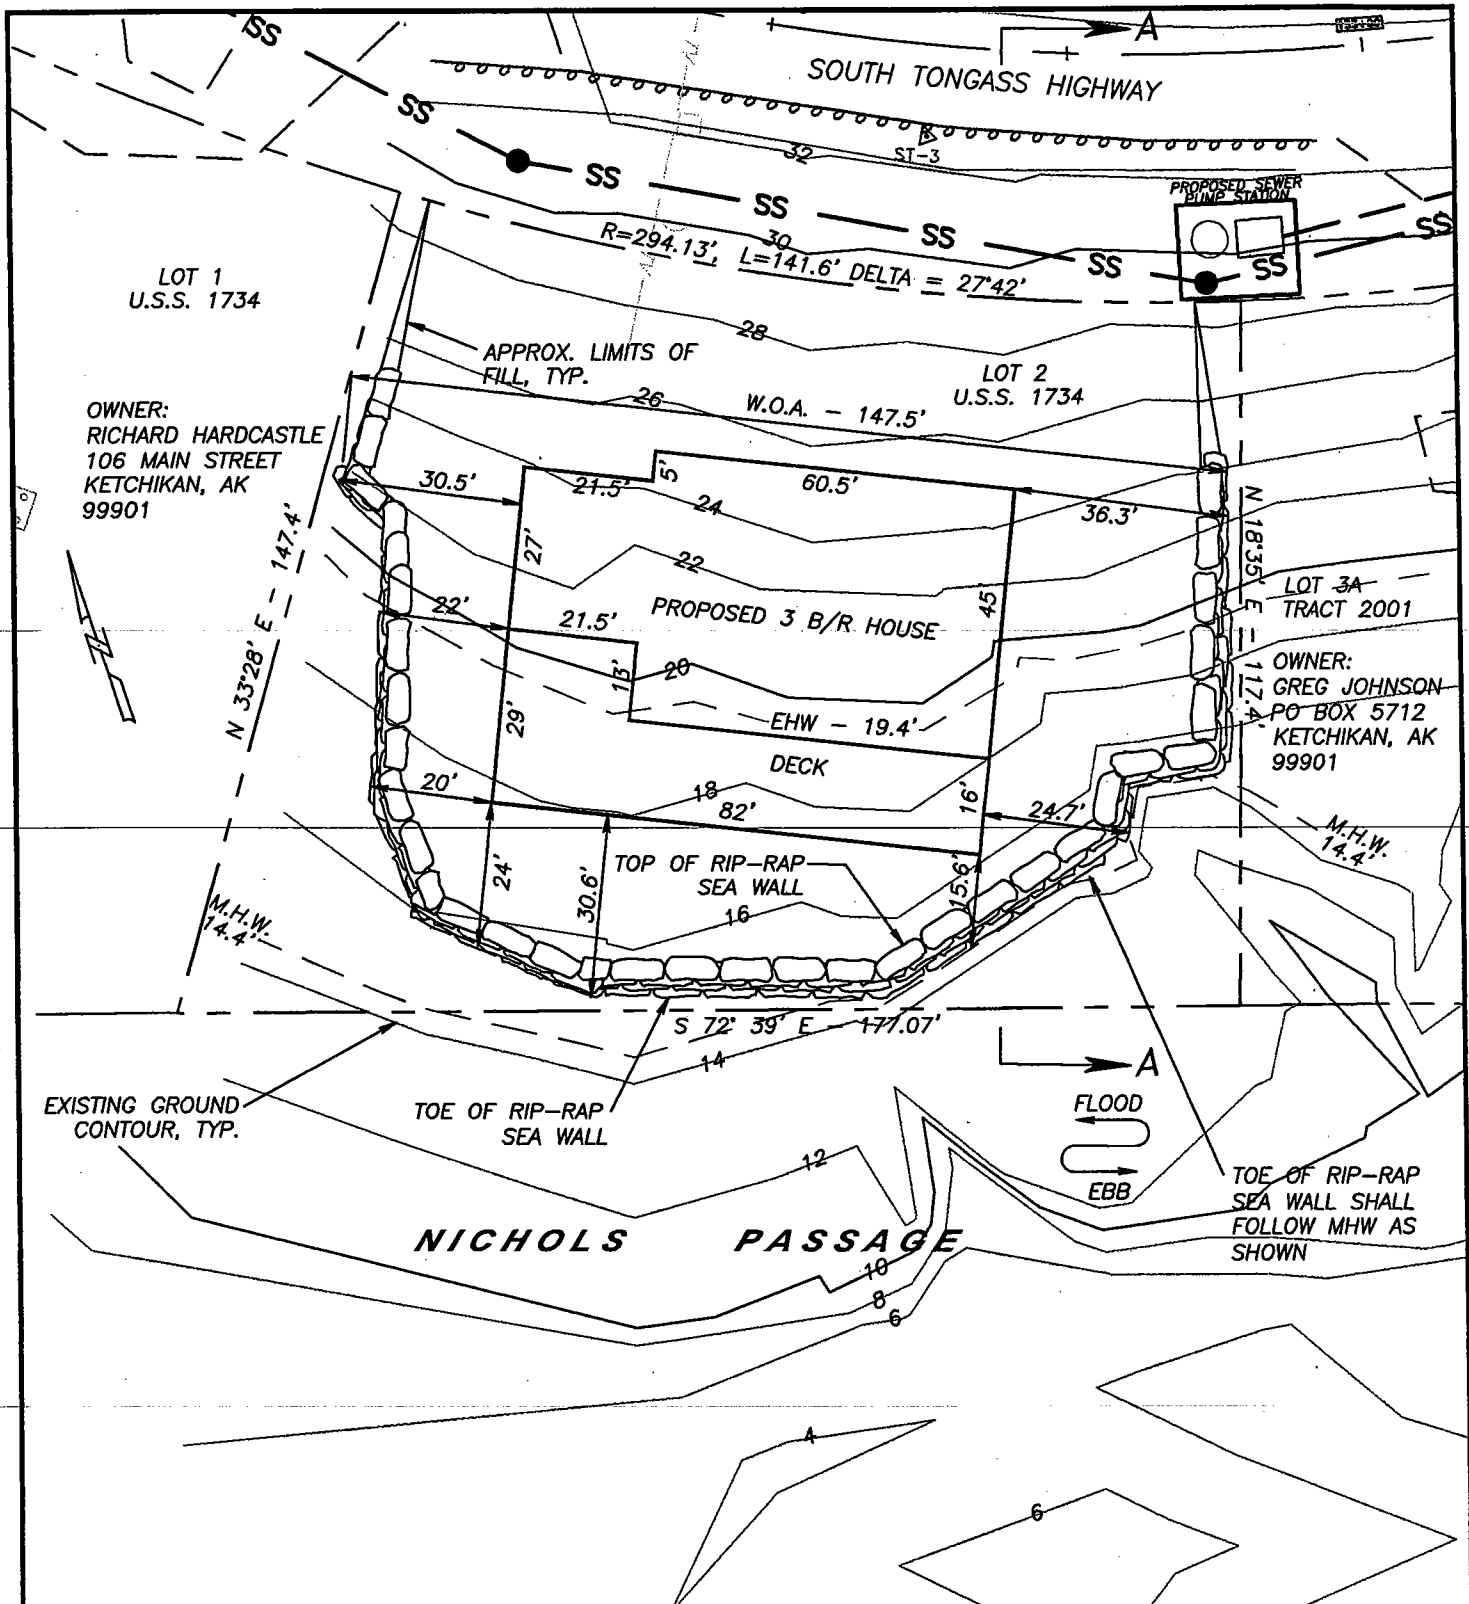 A
SOUTH TONGASS HIGHWAY
SS
SS
ST-3
32
SS
PROPOSED SEWER
PUMP STATION
SS
SS
SS
SS
SS
30
R=294.13', L=141.6' DELTA = 27°42'
LOT 1
U.S.S. 1734
28
APPROX. LIMITS OF
FILL, TYP.
LOT 2
U.S.S. 1734
26
W.O.A. - 147.5'
OWNER:
RICHARD HARDCASTLE
106 MAIN STREET
KETCHIKAN, AK
99901
30.5'
21.5'
5'
60.5'
36.3'
24
27'
22
N 18°35' E - 117.4'
N 33°28' E - 147.4'
22'
21.5'
PROPOSED 3 B/R HOUSE
45'
LOT 3A
TRACT 2001
13'
20
OWNER:
GREG JOHNSON
PO BOX 5712
KETCHIKAN, AK
99901
29'
EHW - 19.4'
DECK
20'
18
82'
16'
24.7'
M.H.W.
14.4'
24'
30.6'
TOP OF RIP-RAP
SEA WALL
15.6'
16
M.H.W.
14.4'
S 72° 39' E - 177.07'
14
A
EXISTING GROUND
CONTOUR, TYP.
TOE OF RIP-RAP
SEA WALL
FLOOD
EBB
12
TOE OF RIP-RAP
SEA WALL SHALL
FOLLOW MHW AS
SHOWN
NICHOLS PASSAGE
10
8
6
4
6